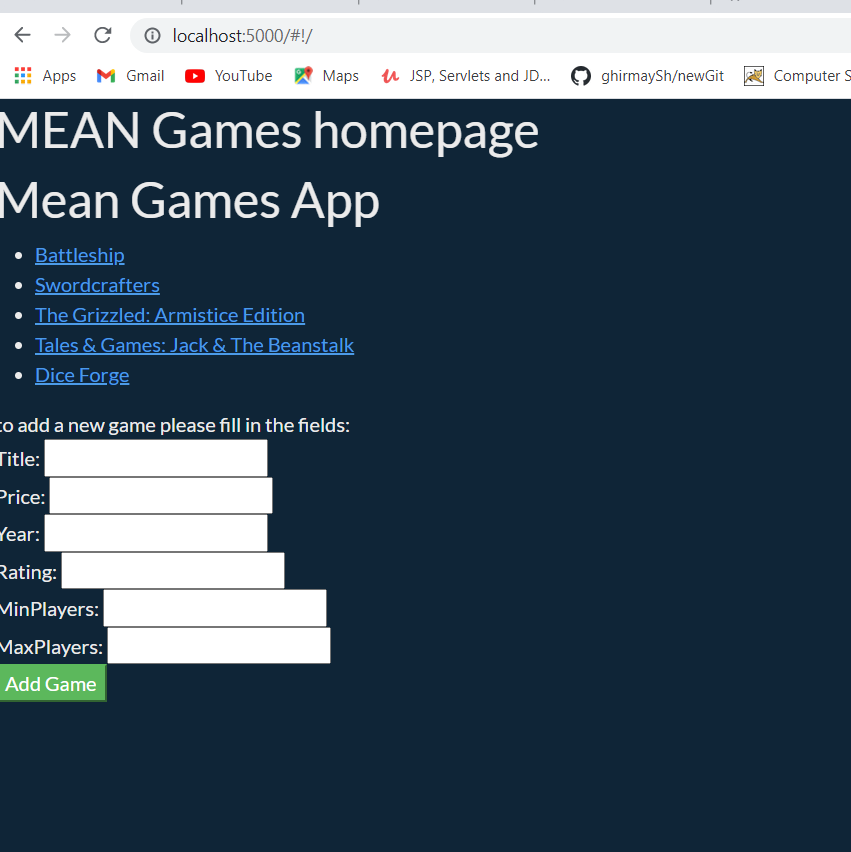 localhost:5000/#!/
Apps Gmail YouTube Maps JSP, Servlets and JD... ghirmaySh/newGit Computer S
MEAN Games homepage
Mean Games App
Battleship
Swordcrafters
The Grizzled: Armistice Edition
Tales & Games: Jack & The Beanstalk
Dice Forge
to add a new game please fill in the fields:
Title:
Price:
Year:
Rating:
MinPlayers:
MaxPlayers:
Add Game